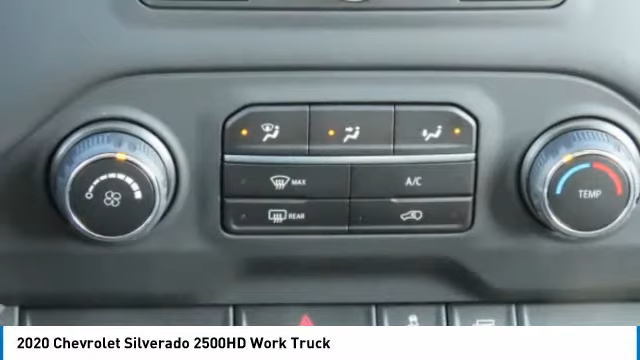 MAX
A/C
REAR
TEMP
2020 Chevrolet Silverado 2500HD Work Truck